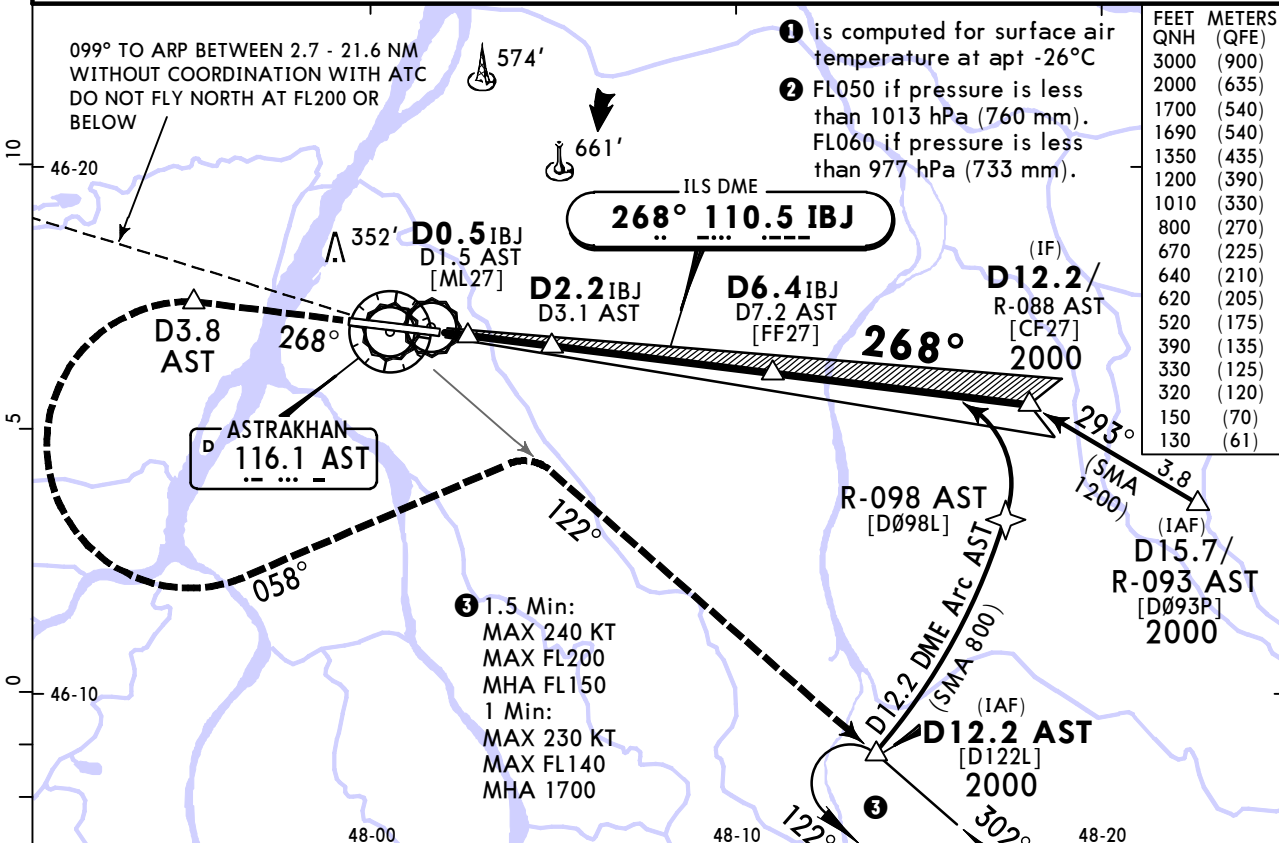 099° TO ARP BETWEEN 2.7 - 21.6 NM
WITHOUT COORDINATION WITH ATC
DO NOT FLY NORTH AT FL200 OR
BELOW
574'
661'
352'
❶ is computed for surface air
temperature at apt -26°C
❷ FL050 if pressure is less
than 1013 hPa (760 mm).
FL060 if pressure is less
than 977 hPa (733 mm).
FEET METERS
QNH (QFE)
3000 (900)
2000 (635)
1700 (540)
1690 (540)
1350 (435)
1200 (390)
1010 (330)
800 (270)
670 (225)
640 (210)
620 (205)
520 (175)
390 (135)
330 (125)
320 (120)
150 (70)
130 (61)
10
46-20
ILS DME
268° 110.5 IBJ
D0.5 IBJ
D1.5 AST
[ML27]
D2.2 IBJ
D3.1 AST
D6.4 IBJ
D7.2 AST
[FF27]
268°
(IF)
D12.2/
R-088 AST
[CF27]
2000
D3.8
AST
268°
5
ASTRAKHAN
D 116.1 AST
293°
3.8
(SMA
1200)
(IAF)
D15.7/
R-093 AST
[DØ93P]
2000
R-098 AST
[DØ98L]
D12.2 DME Arc AST
(SMA 800)
122°
058°
❸ 1.5 Min:
MAX 240 KT
MAX FL200
MHA FL150
1 Min:
MAX 230 KT
MAX FL140
MHA 1700
0
46-10
(IAF)
D12.2 AST
[D122L]
2000
❸
122°
302°
48-00
48-10
48-20